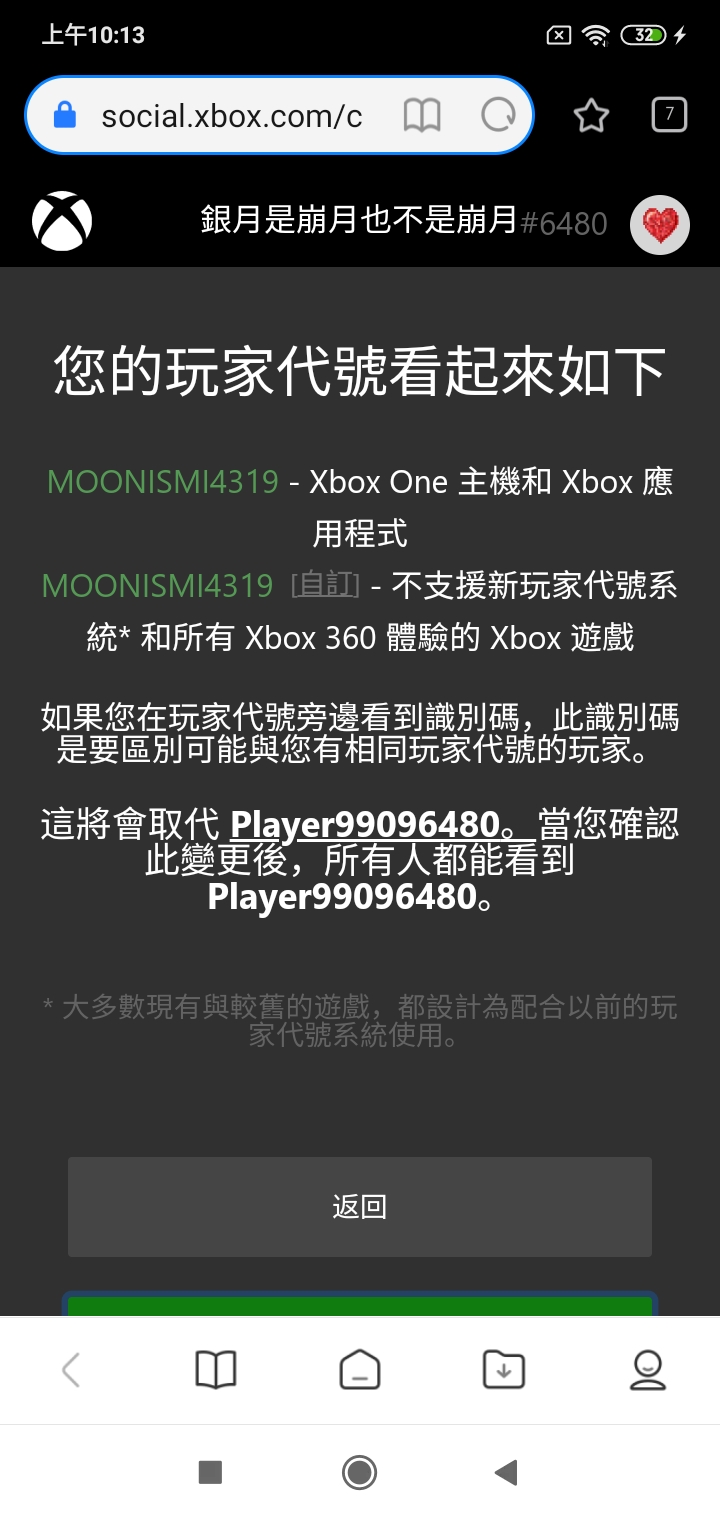 上午10:13
32
social.xbox.com/c
7
銀月是崩月也不是崩月#6480
您的玩家代號看起來如下
MOONISMI4319 - Xbox One 主機和 Xbox 應
用程式
MOONISMI4319 [自訂] - 不支援新玩家代號系
統* 和所有 Xbox 360 體驗的 Xbox 遊戲
如果您在玩家代號旁邊看到識別碼，此識別碼
是要區別可能與您有相同玩家代號的玩家。
這將會取代 Player99096480。當您確認
此變更後，所有人都能看到
Player99096480。
* 大多數現有與較舊的遊戲，都設計為配合以前的玩
家代號系統使用。
返回